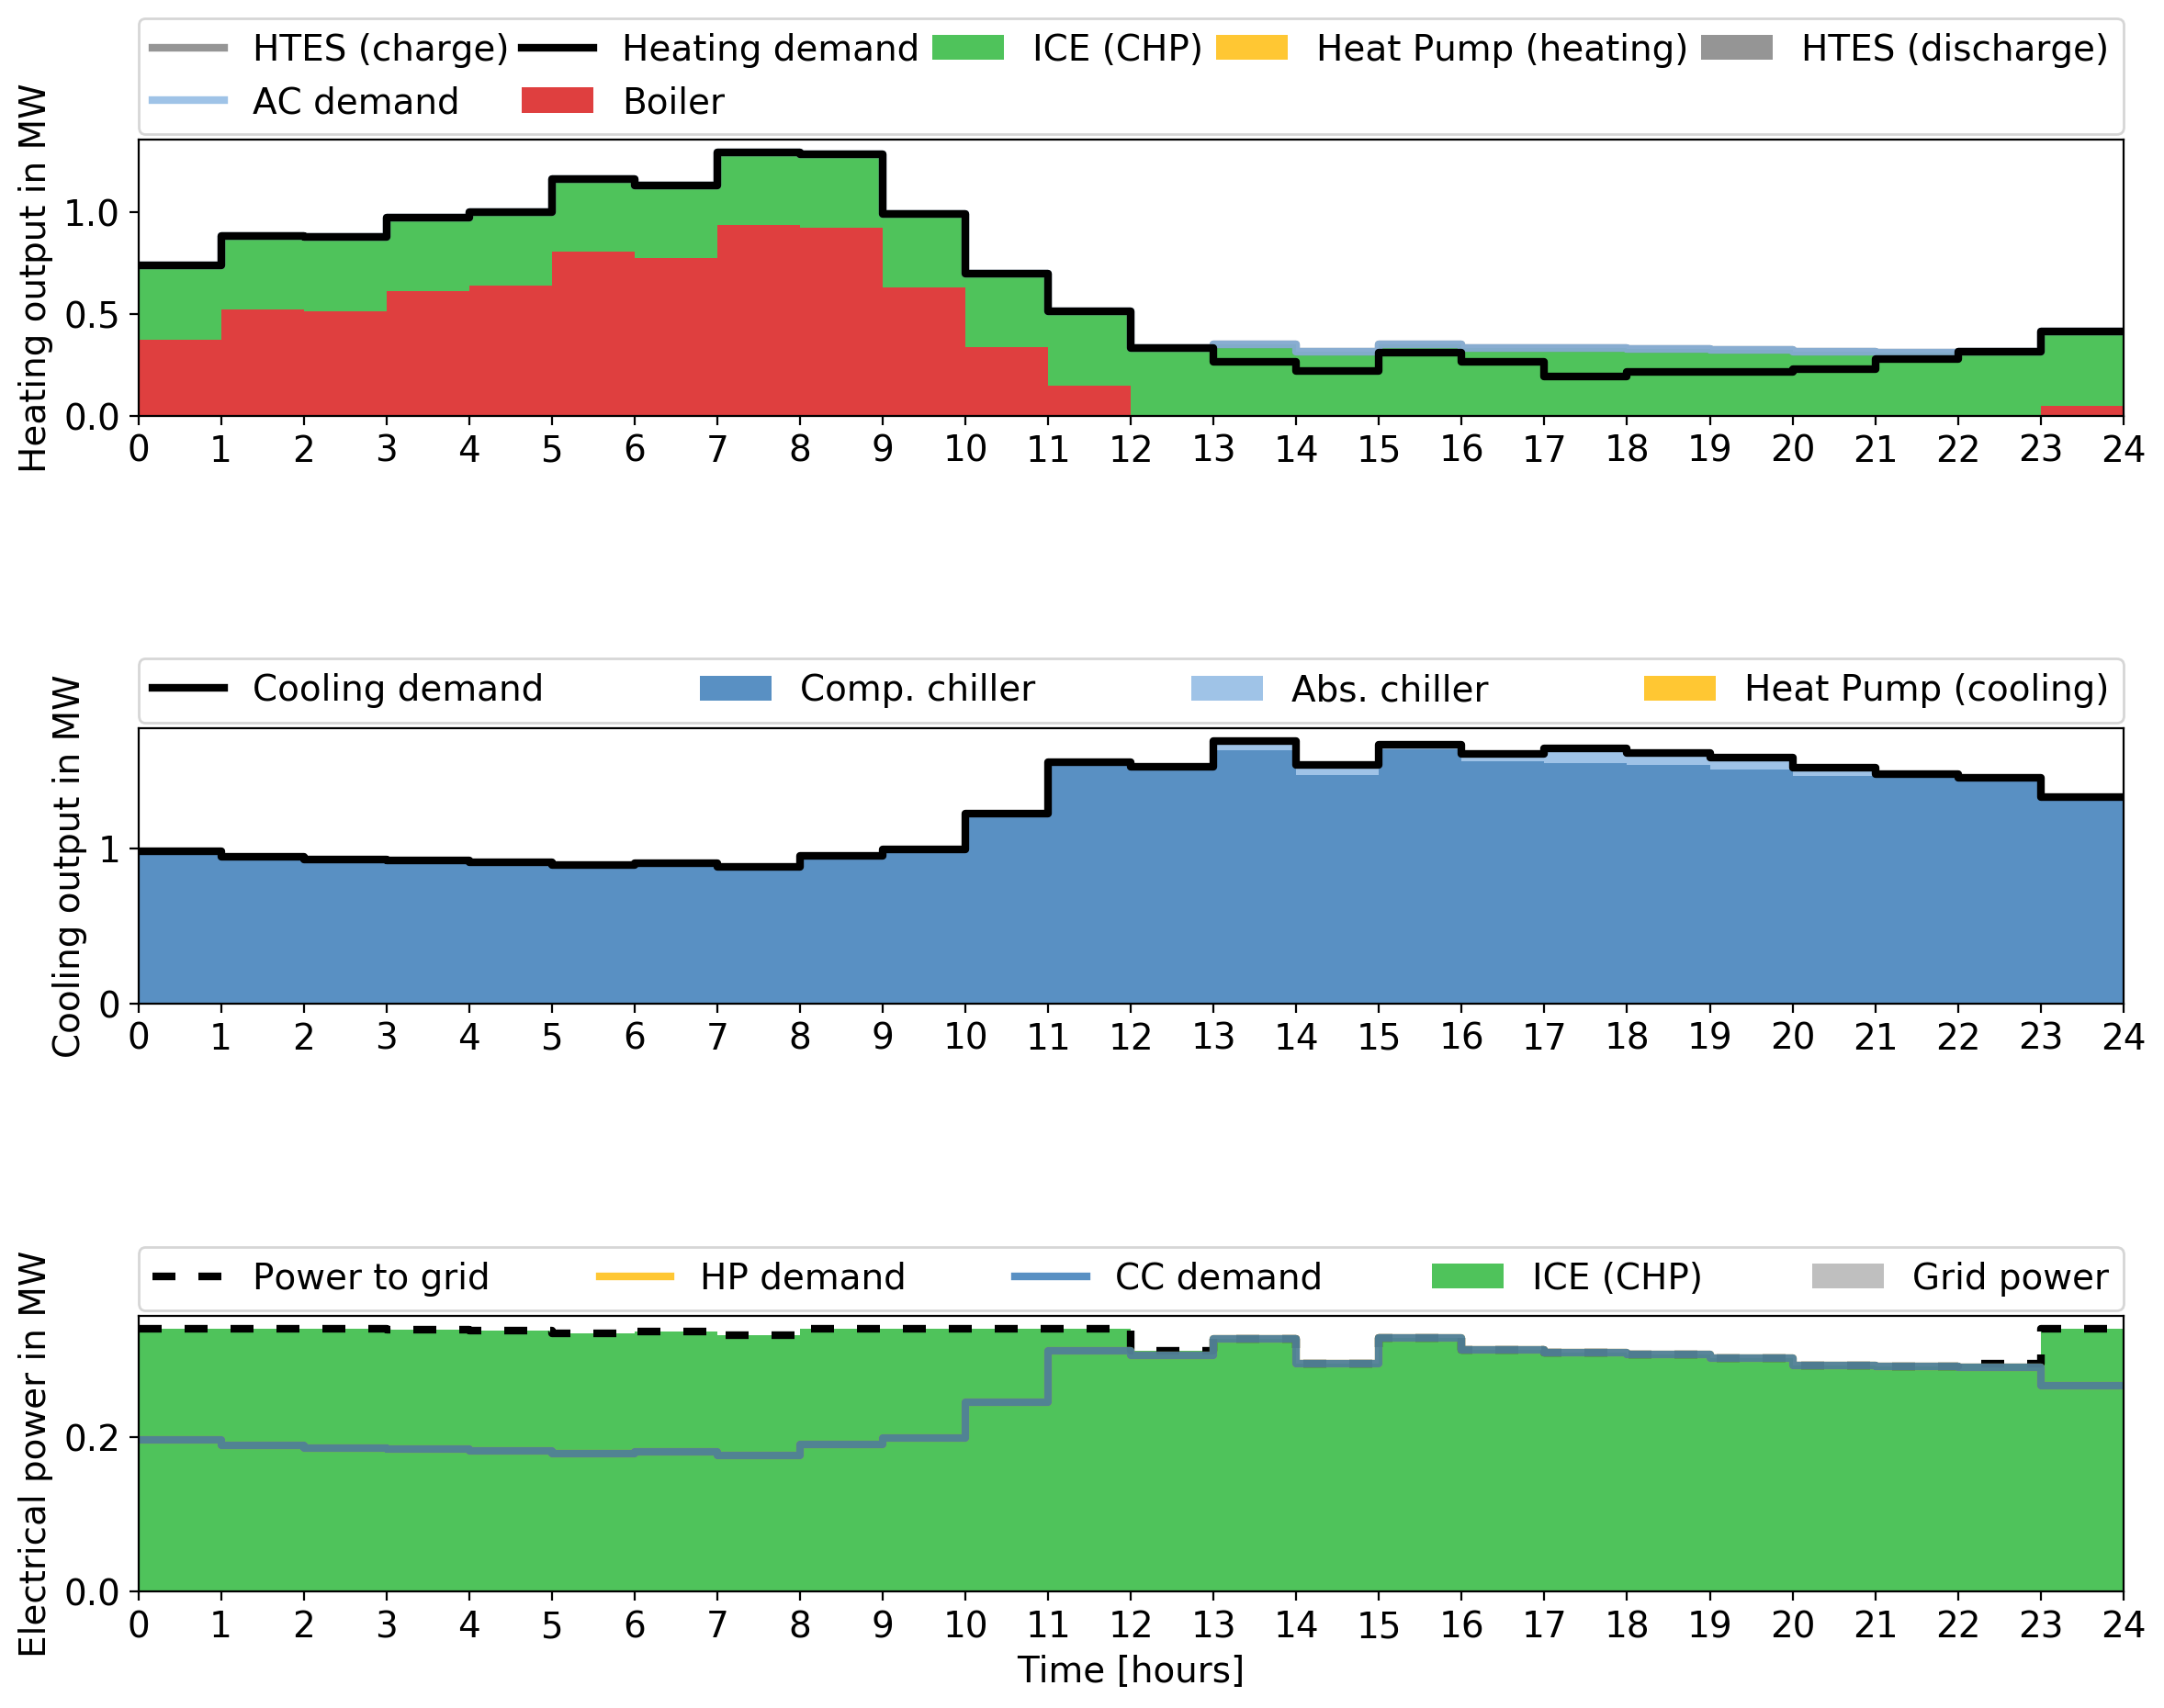 HTES (charge) Heating demand ICE (CHP) Heat Pump (heating) HTES (discharge)
AC demand Boiler
Heating output in MW
1.0
0.5
0.0
0 1 2 3 4 5 6 7 8 9 10 11 12 13 14 15 16 17 18 19 20 21 22 23 24
Cooling demand Comp. chiller Abs. chiller Heat Pump (cooling)
Cooling output in MW
1
0
0 1 2 3 4 5 6 7 8 9 10 11 12 13 14 15 16 17 18 19 20 21 22 23 24
Power to grid HP demand CC demand ICE (CHP) Grid power
Electrical power in MW
0.2
0.0
0 1 2 3 4 5 6 7 8 9 10 11 12 13 14 15 16 17 18 19 20 21 22 23 24
Time [hours]